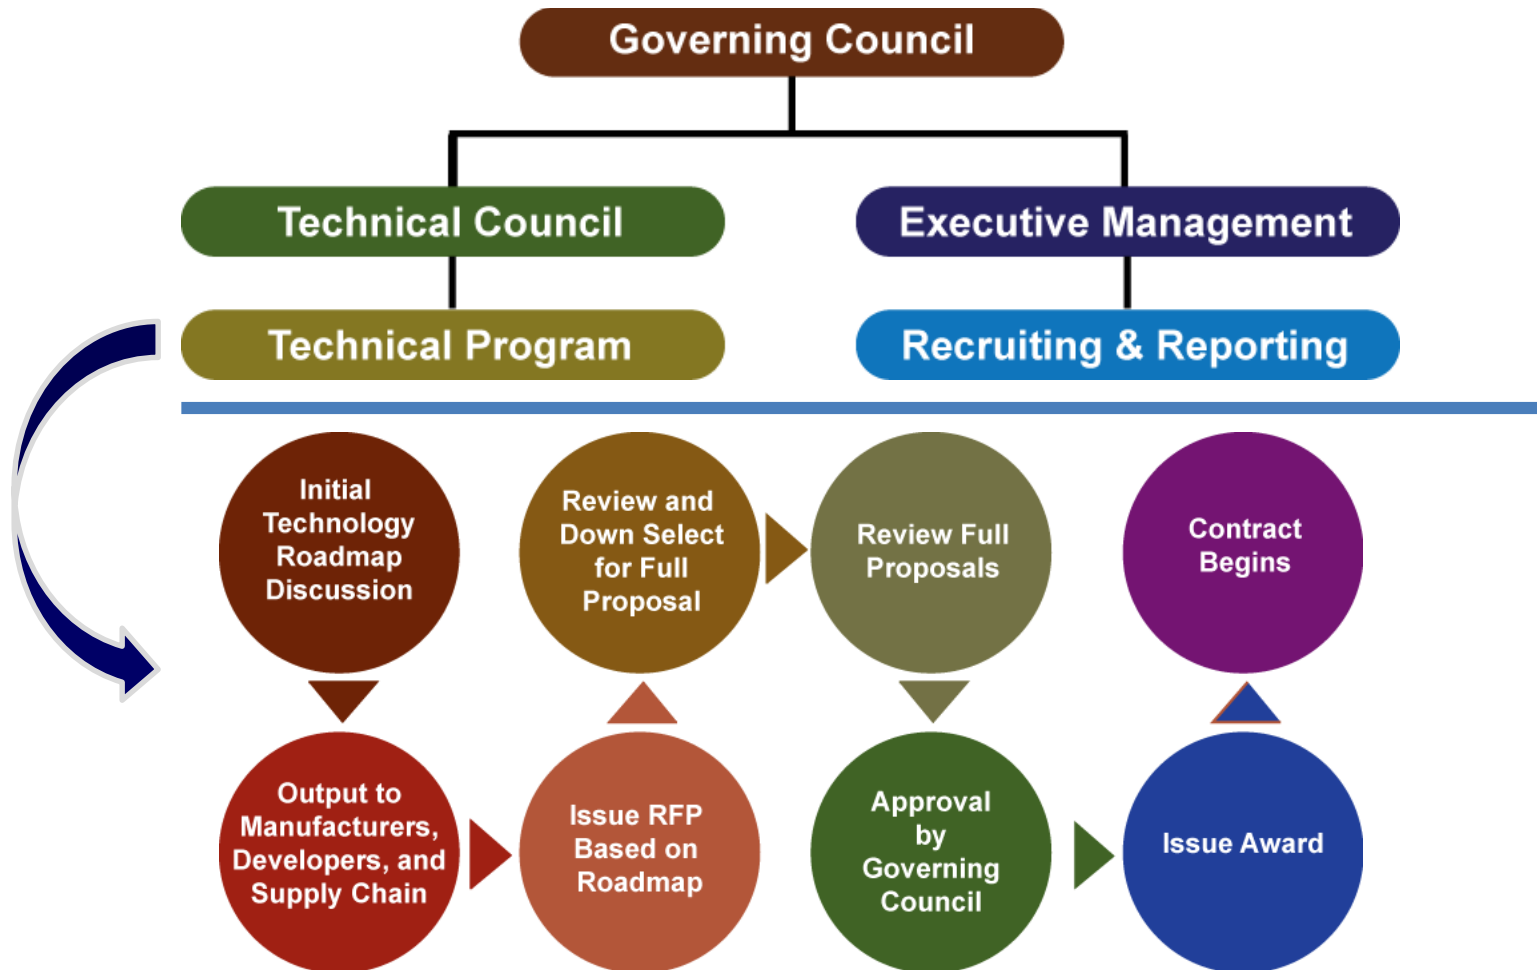 Governing Council
Technical Council
Executive Management
Technical Program
Recruiting & Reporting
Initial
Technology
Roadmap
Discussion
Output to
Manufacturers,
Developers, and
Supply Chain
Issue RFP
Based on
Roadmap
Review and
Down Select
for Full
Proposal
Review Full
Proposals
Approval
by
Governing
Council
Issue Award
Contract
Begins